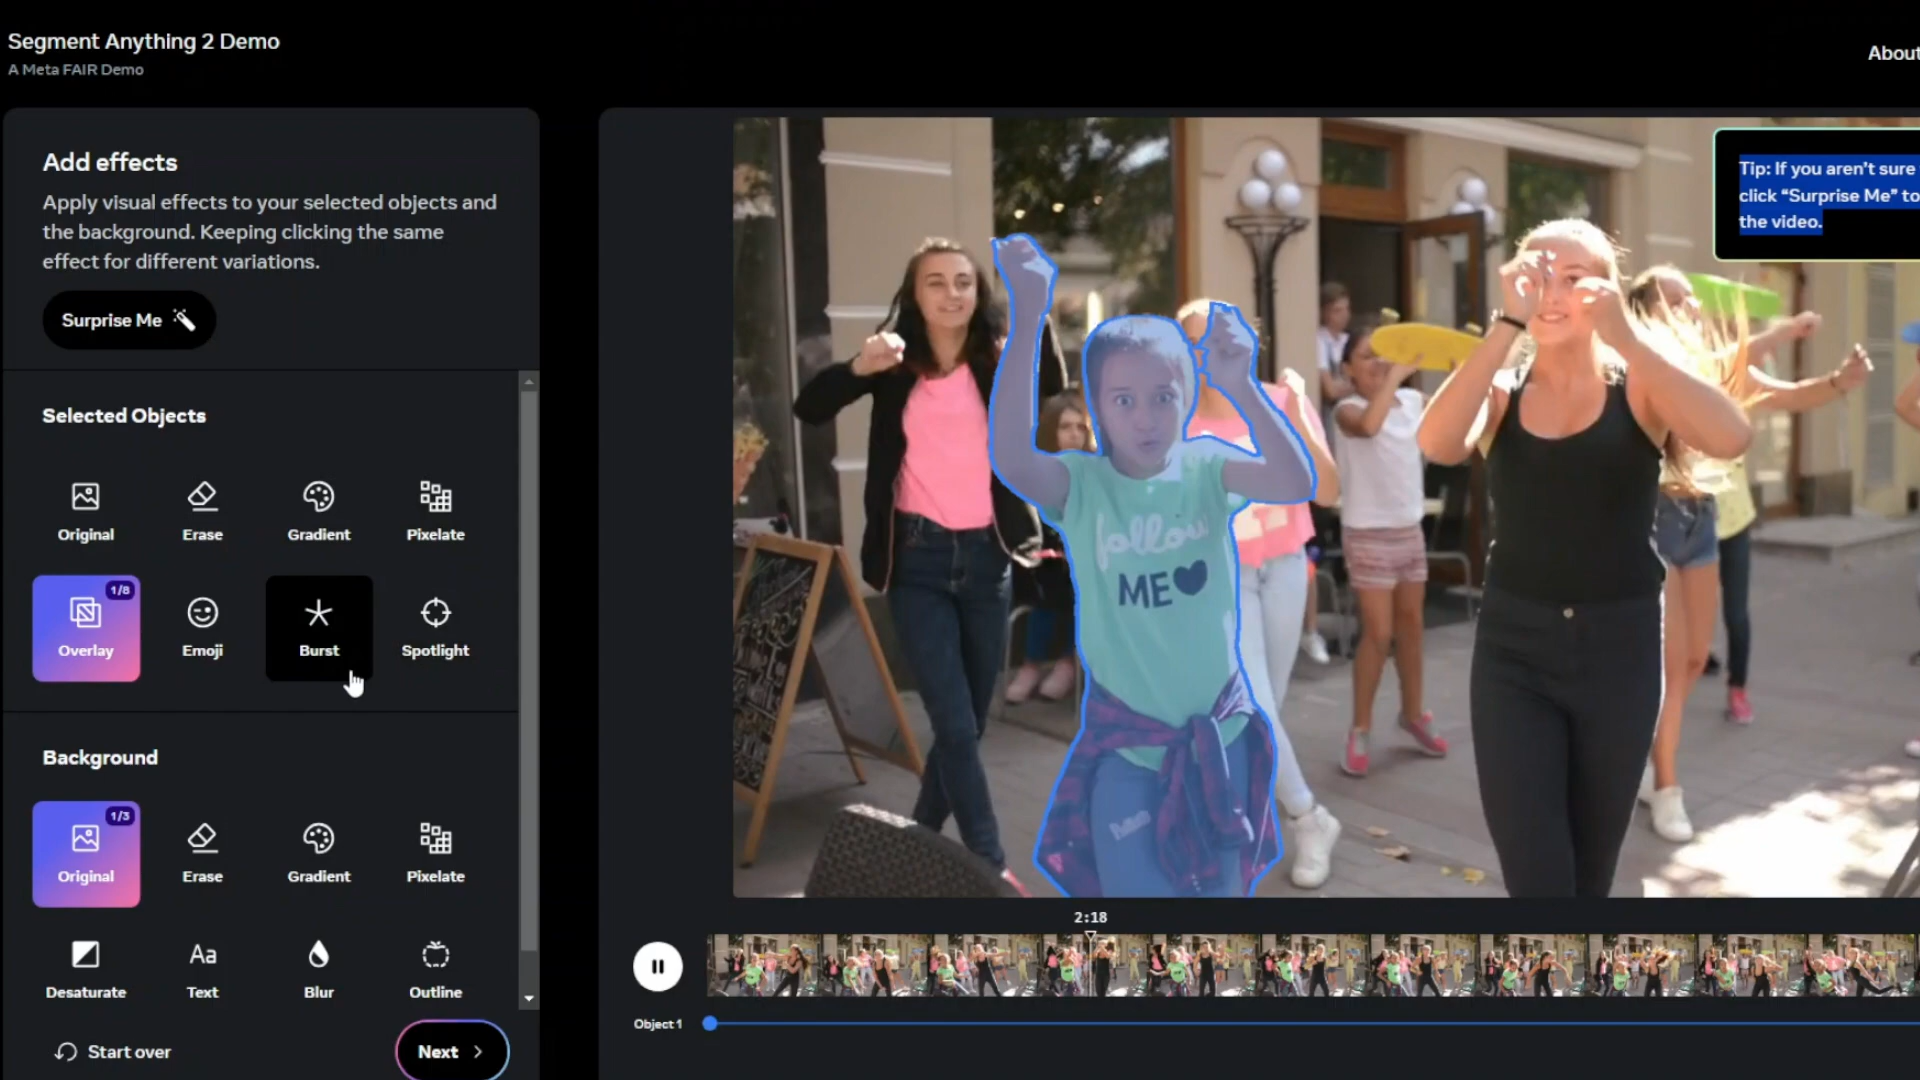 Segment Anything 2 Demo
A Meta FAIR Demo
About
Add effects
Apply visual effects to your selected objects and
the background. Keeping clicking the same
effect for different variations.
Surprise Me
Selected Objects
Original
Erase
Gradient
Pixelate
1/8
Overlay
Emoji
Burst
Spotlight
Background
1/3
Original
Erase
Gradient
Pixelate
Desaturate
Aa
Text
Blur
Outline
Start over
Next
Tip: If you aren't sure
click “Surprise Me” to
the video.
follow
ME
2:18
Object 1